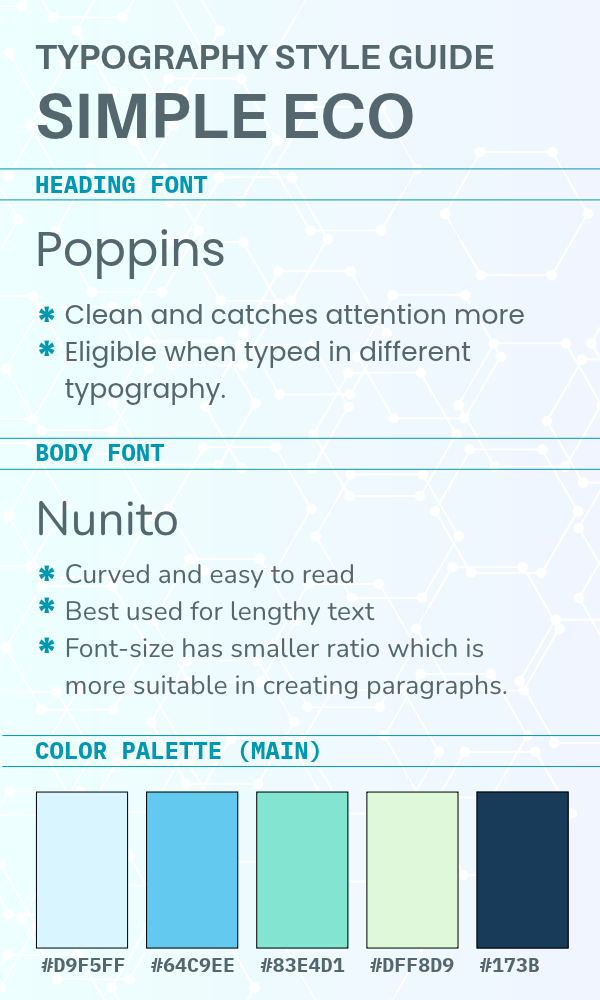 TYPOGRAPHY STYLE GUIDE
SIMPLE ECO
HEADING FONT
Poppins
* Clean and catches attention more
* Eligible when typed in different
typography.
BODY FONT
Nunito
* Curved and easy to read
* Best used for lengthy text
* Font-size has smaller ratio which is
more suitable in creating paragraphs.
COLOR PALETTE (MAIN)
#D9F5FF #64C9EE #83E4D1 #DFF8D9 #173B